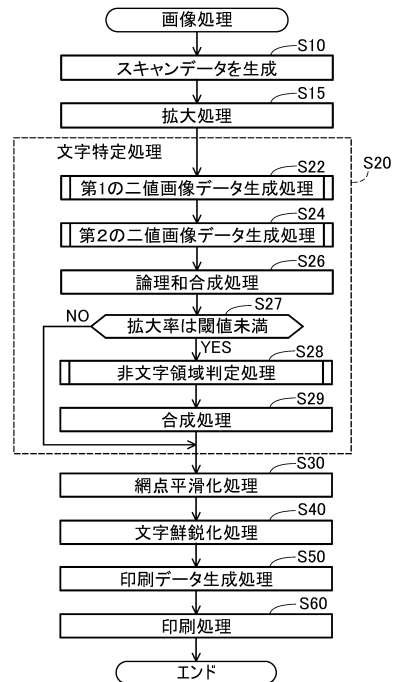 画像処理
S10
スキャンデータを生成
S15
拡大処理
文字特定処理
S20
S22
第1の二値画像データ生成処理
S24
第2の二値画像データ生成処理
S26
論理和合成処理
S27
NO
拡大率は閾値未満
YES
S28
非文字領域判定処理
S29
合成処理
S30
網点平滑化処理
S40
文字鮮鋭化処理
S50
印刷データ生成処理
S60
印刷処理
エンド